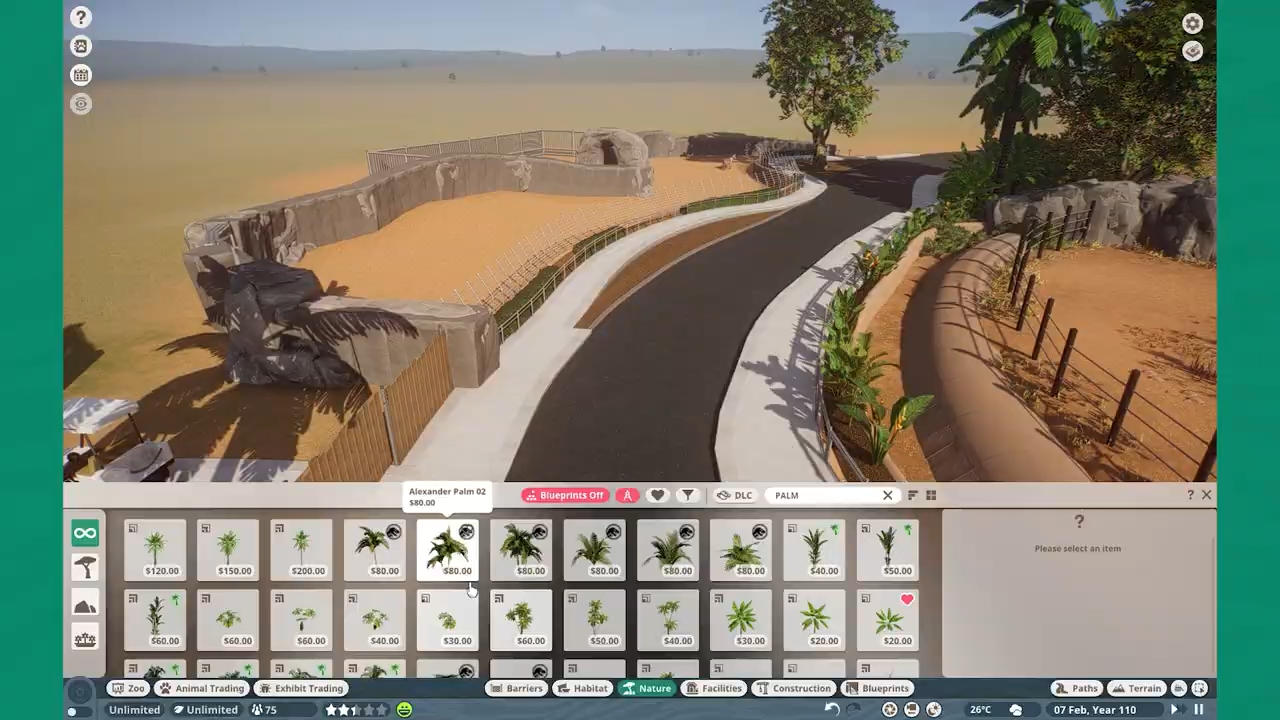 Alexander Palm 02
$80.00
Blueprints Off
DLC
PALM
?
$120.00
$150.00
$200.00
$80.00
$80.00
$80.00
$80.00
$80.00
$80.00
$40.00
$50.00
?
Please select an item
$60.00
$60.00
$60.00
$40.00
$30.00
$60.00
$50.00
$40.00
$30.00
$20.00
$20.00
Zoo
Animal Trading
Exhibit Trading
Barriers
Habitat
Nature
Facilities
Construction
Blueprints
Paths
Terrain
Unlimited
Unlimited
75
26°C
07 Feb, Year 110